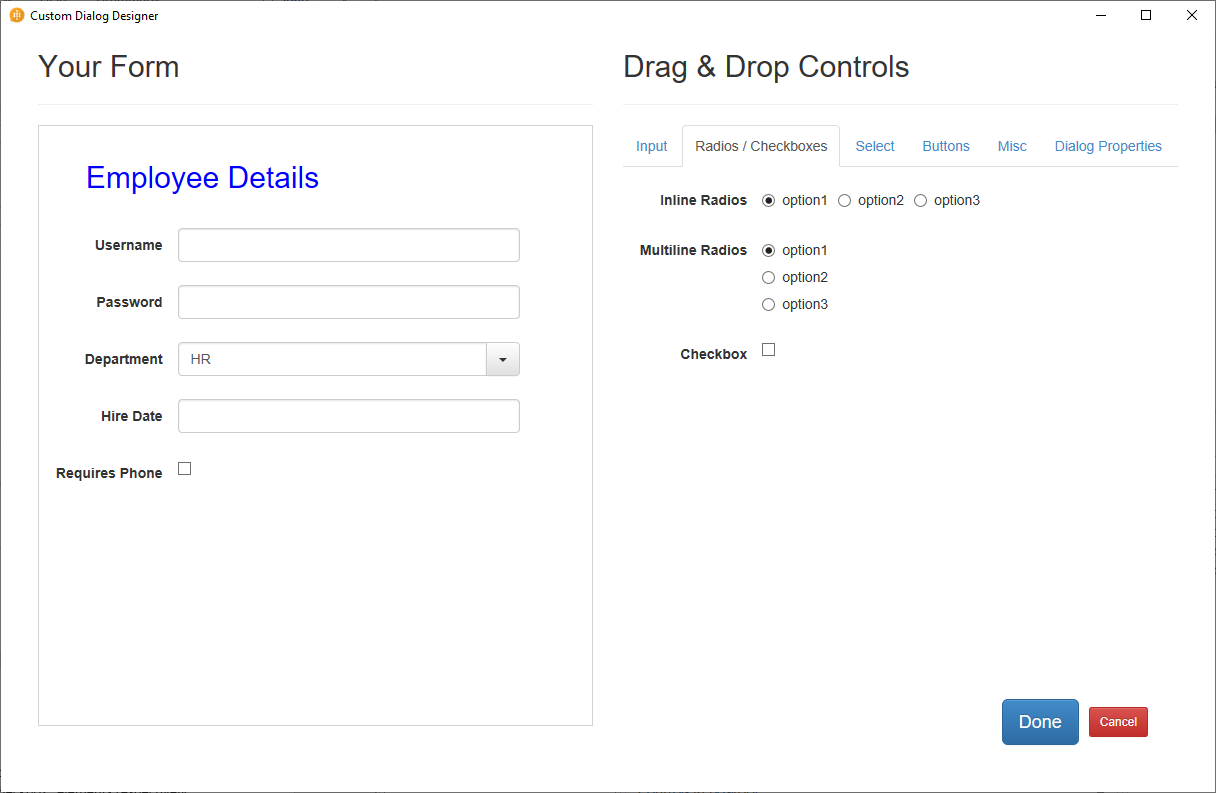 Custom Dialog Designer
Your Form
Employee Details
Username
Password
Department HR
Hire Date
Requires Phone
Drag & Drop Controls
Input Radios / Checkboxes Select Buttons Misc Dialog Properties
Inline Radios option1 option2 option3
Multiline Radios option1
option2
option3
Checkbox
Done Cancel